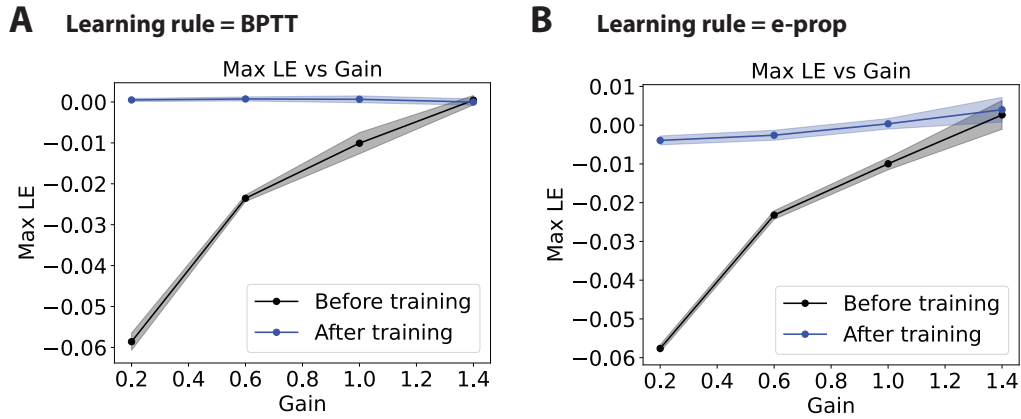 A Learning rule = BPTT
Max LE vs Gain
0.00
−0.01
−0.02
−0.03
−0.04
−0.05
−0.06
Max LE
Before training
After training
0.2 0.4 0.6 0.8 1.0 1.2 1.4
Gain
B Learning rule = e-prop
Max LE vs Gain
0.01
0.00
−0.01
−0.02
−0.03
−0.04
−0.05
−0.06
Max LE
Before training
After training
0.2 0.4 0.6 0.8 1.0 1.2 1.4
Gain